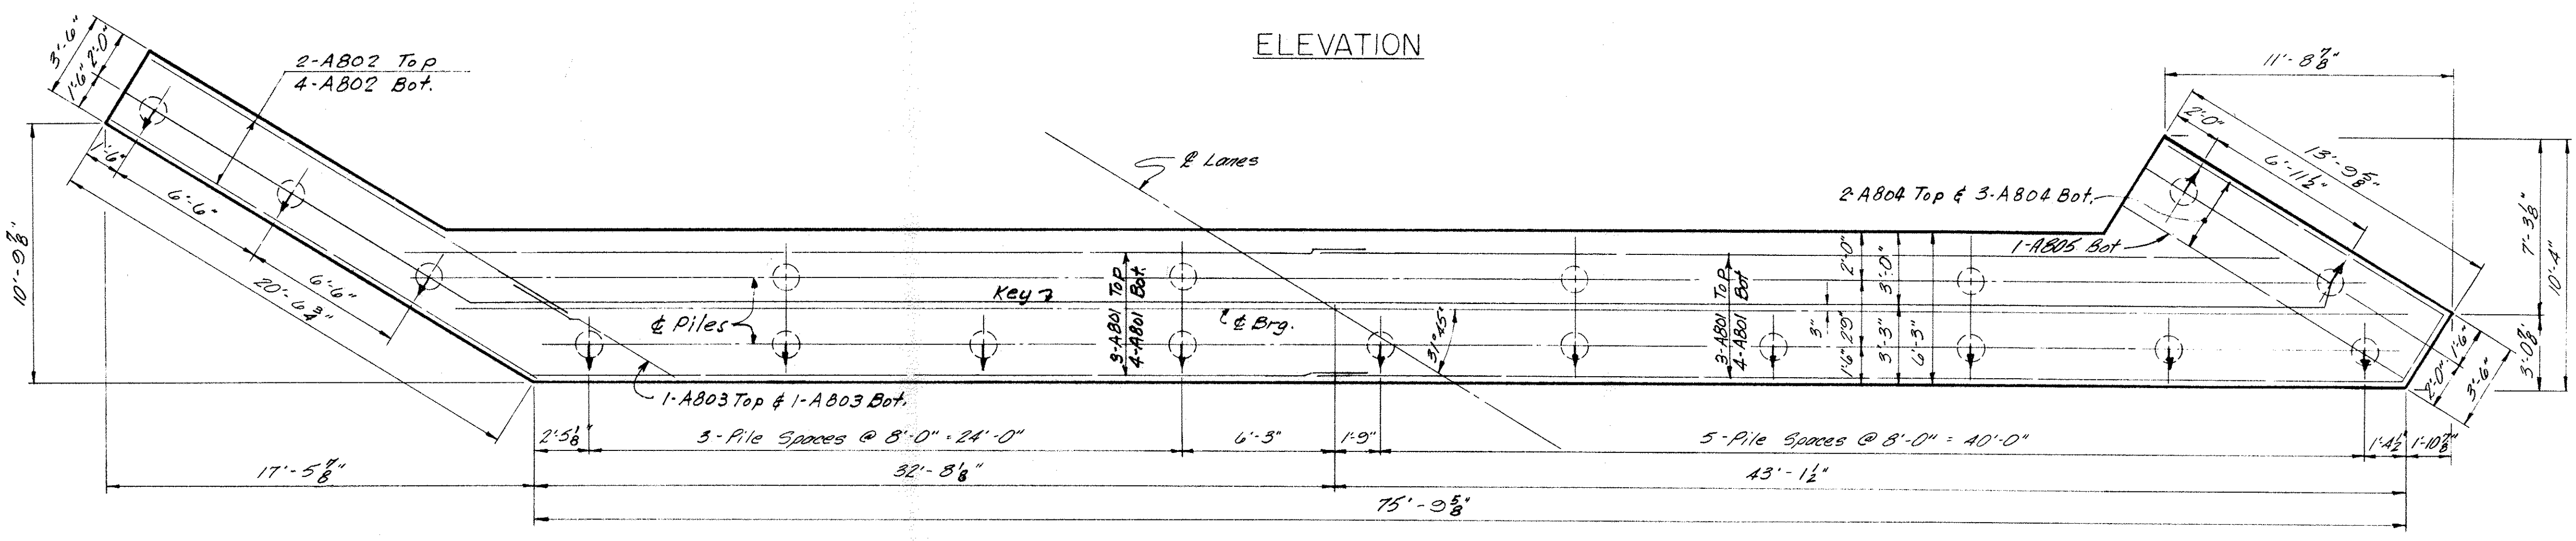 ELEVATION
3'-6"
2'-0"
1'-6"
2-A802 Top
4-A802 Bot.
11'-8 7/8"
2'-0"
13'-9 5/8"
6'-11 1/2"
℄ Lanes
2-A804 Top & 3-A804 Bot.
1-A805 Bot
10'-9 7/8"
1'-6"
6'-6"
6'-6"
20'-6 3/4"
7'-3 1/8"
10'-4"
3'-0 7/8"
Key
℄ Piles
3-A801 Top
4-A801 Bot.
℄ Brg.
31°45'
3-A801 Top
4-A801 Bot
2'-0"
3'-0"
3"
2'9"
1'-6"
3'-3"
6'-3"
1'-6"
2'-0"
3'-6"
1-A803 Top & 1-A803 Bot.
2'-5 1/8"
3-Pile Spaces @ 8'-0" = 24'-0"
6'-3"
1'-9"
5-Pile Spaces @ 8'-0" = 40'-0"
1'-4 1/2"
1'-10 7/8"
17'-5 7/8"
32'-8 1/8"
43'-1 1/2"
75'-9 5/8"